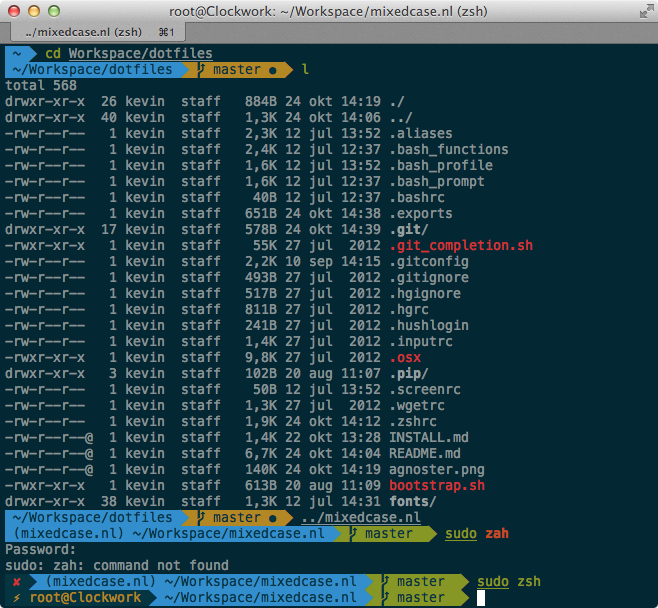 root@Clockwork: ~/Workspace/mixedcase.nl (zsh)
../mixedcase.nl (zsh) ⌘1
~ cd Workspace/dotfiles
~/Workspace/dotfiles master ● l
total 568
drwxr-xr-x 26 kevin staff 884B 24 okt 14:19 ./
drwxr-xr-x 40 kevin staff 1,3K 24 okt 14:06 ../
-rw-r--r-- 1 kevin staff 2,3K 12 jul 13:52 .aliases
-rw-r--r-- 1 kevin staff 2,4K 12 jul 12:37 .bash_functions
-rw-r--r-- 1 kevin staff 1,6K 12 jul 13:52 .bash_profile
-rw-r--r-- 1 kevin staff 1,6K 12 jul 12:37 .bash_prompt
-rw-r--r-- 1 kevin staff 40B 12 jul 12:37 .bashrc
-rw-r--r-- 1 kevin staff 651B 24 okt 14:38 .exports
drwxr-xr-x 17 kevin staff 578B 24 okt 14:39 .git/
-rwxr-xr-x 1 kevin staff 55K 27 jul 2012 .git_completion.sh
-rw-r--r-- 1 kevin staff 2,2K 10 sep 14:15 .gitconfig
-rw-r--r-- 1 kevin staff 493B 27 jul 2012 .gitignore
-rw-r--r-- 1 kevin staff 517B 27 jul 2012 .hgignore
-rw-r--r-- 1 kevin staff 811B 27 jul 2012 .hgrc
-rw-r--r-- 1 kevin staff 241B 27 jul 2012 .hushlogin
-rw-r--r-- 1 kevin staff 1,4K 27 jul 2012 .inputrc
-rwxr-xr-x 1 kevin staff 9,8K 27 jul 2012 .osx
drwxr-xr-x 3 kevin staff 102B 20 aug 11:07 .pip/
-rw-r--r-- 1 kevin staff 50B 12 jul 13:52 .screenrc
-rw-r--r-- 1 kevin staff 1,3K 27 jul 2012 .wgetrc
-rw-r--r-- 1 kevin staff 1,9K 24 okt 14:12 .zshrc
-rw-r--r--@ 1 kevin staff 1,4K 22 okt 13:28 INSTALL.md
-rw-r--r--@ 1 kevin staff 6,7K 24 okt 14:04 README.md
-rw-r--r--@ 1 kevin staff 140K 24 okt 14:19 agnoster.png
-rwxr-xr-x 1 kevin staff 613B 20 aug 11:09 bootstrap.sh
drwxr-xr-x 38 kevin staff 1,3K 12 jul 14:31 fonts/
~/Workspace/dotfiles master ● ../mixedcase.nl
(mixedcase.nl) ~/Workspace/mixedcase.nl master sudo zah
Password:
sudo: zah: command not found
✘ (mixedcase.nl) ~/Workspace/mixedcase.nl master sudo zsh
⚡ root@Clockwork ~/Workspace/mixedcase.nl master